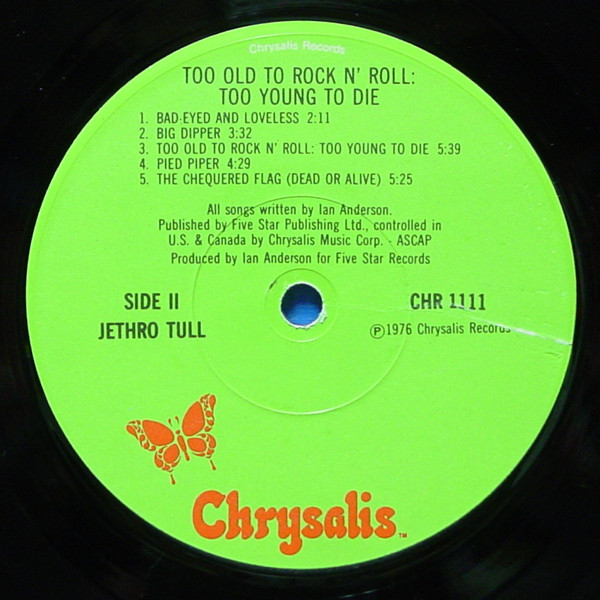 Chrysalis Records
TOO OLD TO ROCK N' ROLL:
TOO YOUNG TO DIE
1. BAD-EYED AND LOVELESS 2:11
2. BIG DIPPER 3:32
3. TOO OLD TO ROCK N' ROLL: TOO YOUNG TO DIE 5:39
4. PIED PIPER 4:29
5. THE CHEQUERED FLAG (DEAD OR ALIVE) 5:25
All songs written by Ian Anderson.
Published by Five Star Publishing Ltd., controlled in
U.S. & Canada by Chrysalis Music Corp. - ASCAP
Produced by Ian Anderson for Five Star Records
SIDE II
JETHRO TULL
CHR 1111
℗1976 Chrysalis Records
Chrysalis™